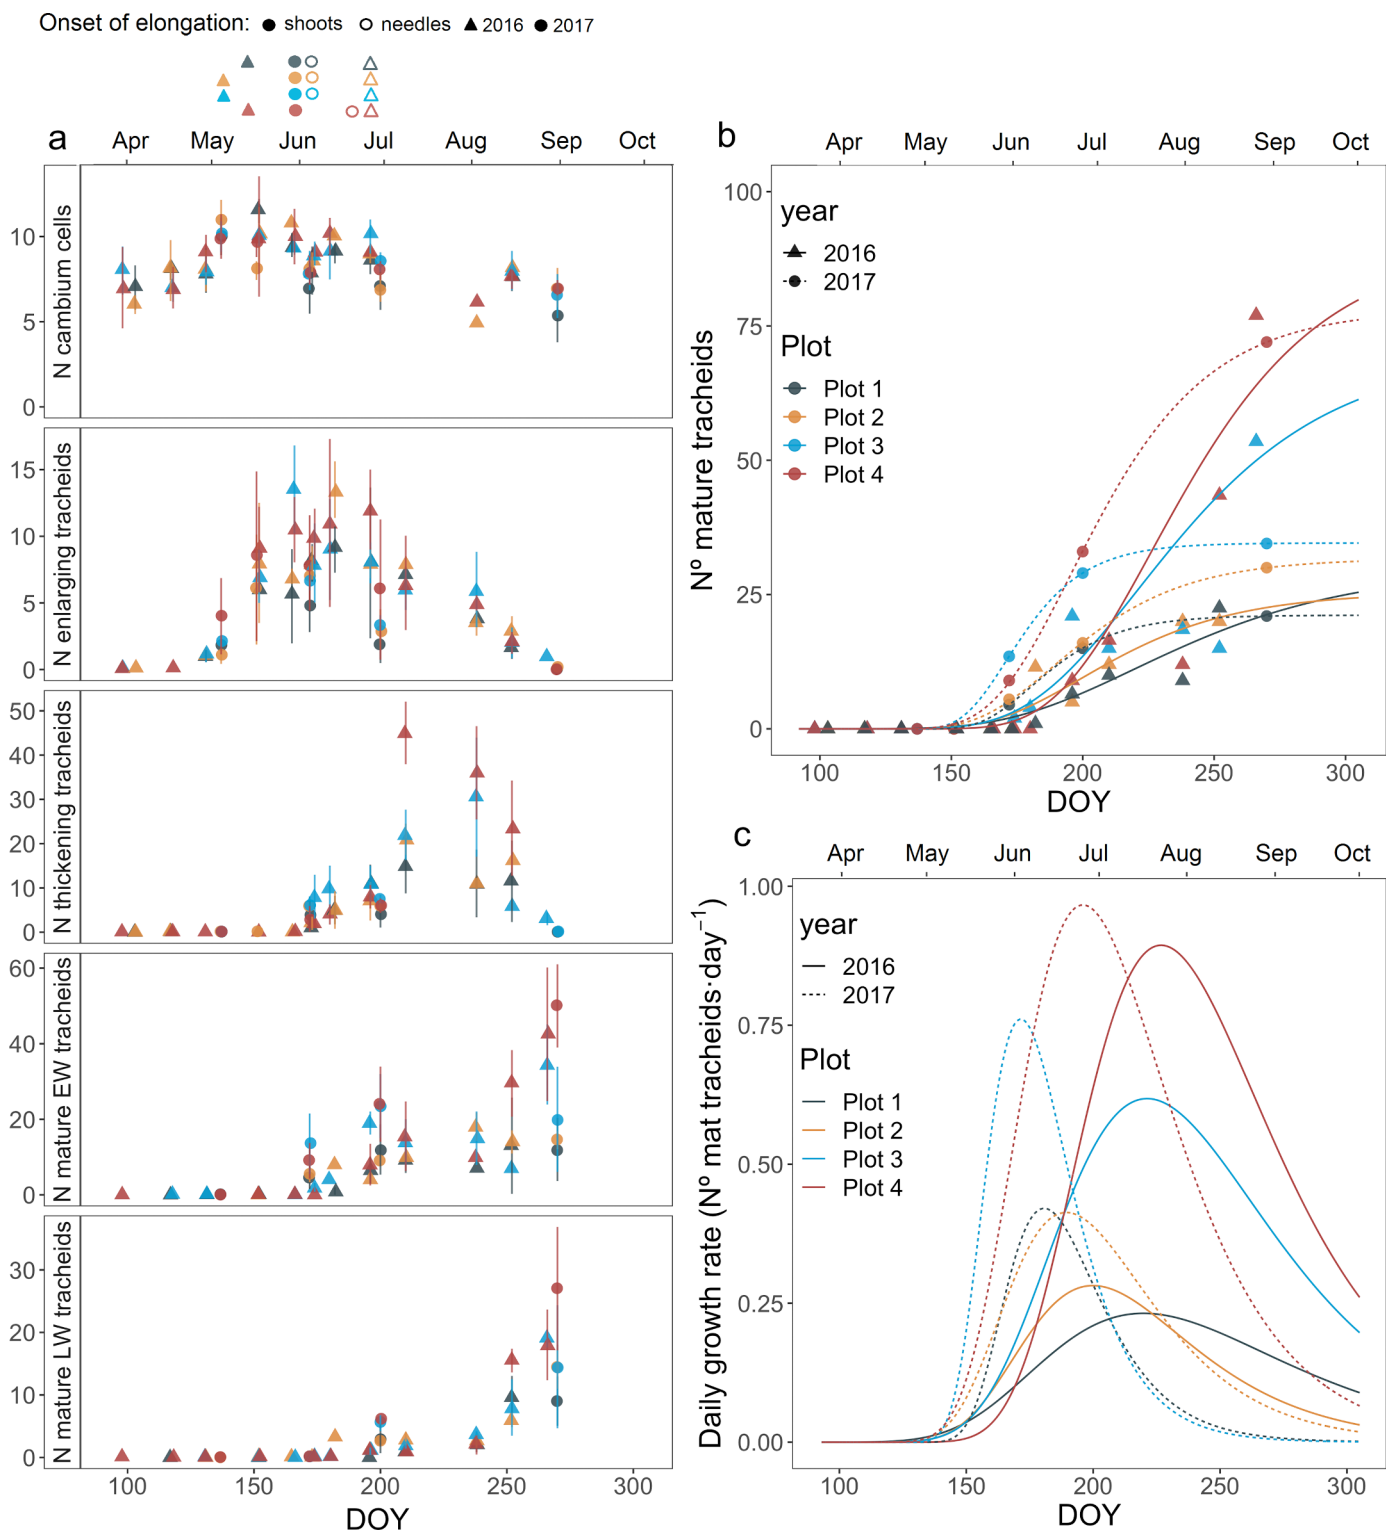 Onset of elongation: shoots needles 2016 2017
a
Apr May Jun Jul Aug Sep Oct
N cambium cells
10
5
0
N enlarging tracheids
15
10
5
0
N thickening tracheids
50
40
30
20
10
0
N mature EW tracheids
60
40
20
0
N mature LW tracheids
30
20
10
0
100 150 200 250 300
DOY
b
Apr May Jun Jul Aug Sep Oct
Nº mature tracheids
100
75
50
25
0
year
2016
2017
Plot
Plot 1
Plot 2
Plot 3
Plot 4
100 150 200 250 300
DOY
c
Apr May Jun Jul Aug Sep Oct
Daily growth rate (Nº mat tracheids·day⁻¹)
1.00
0.75
0.50
0.25
0.00
year
2016
2017
Plot
Plot 1
Plot 2
Plot 3
Plot 4
100 150 200 250 300
DOY